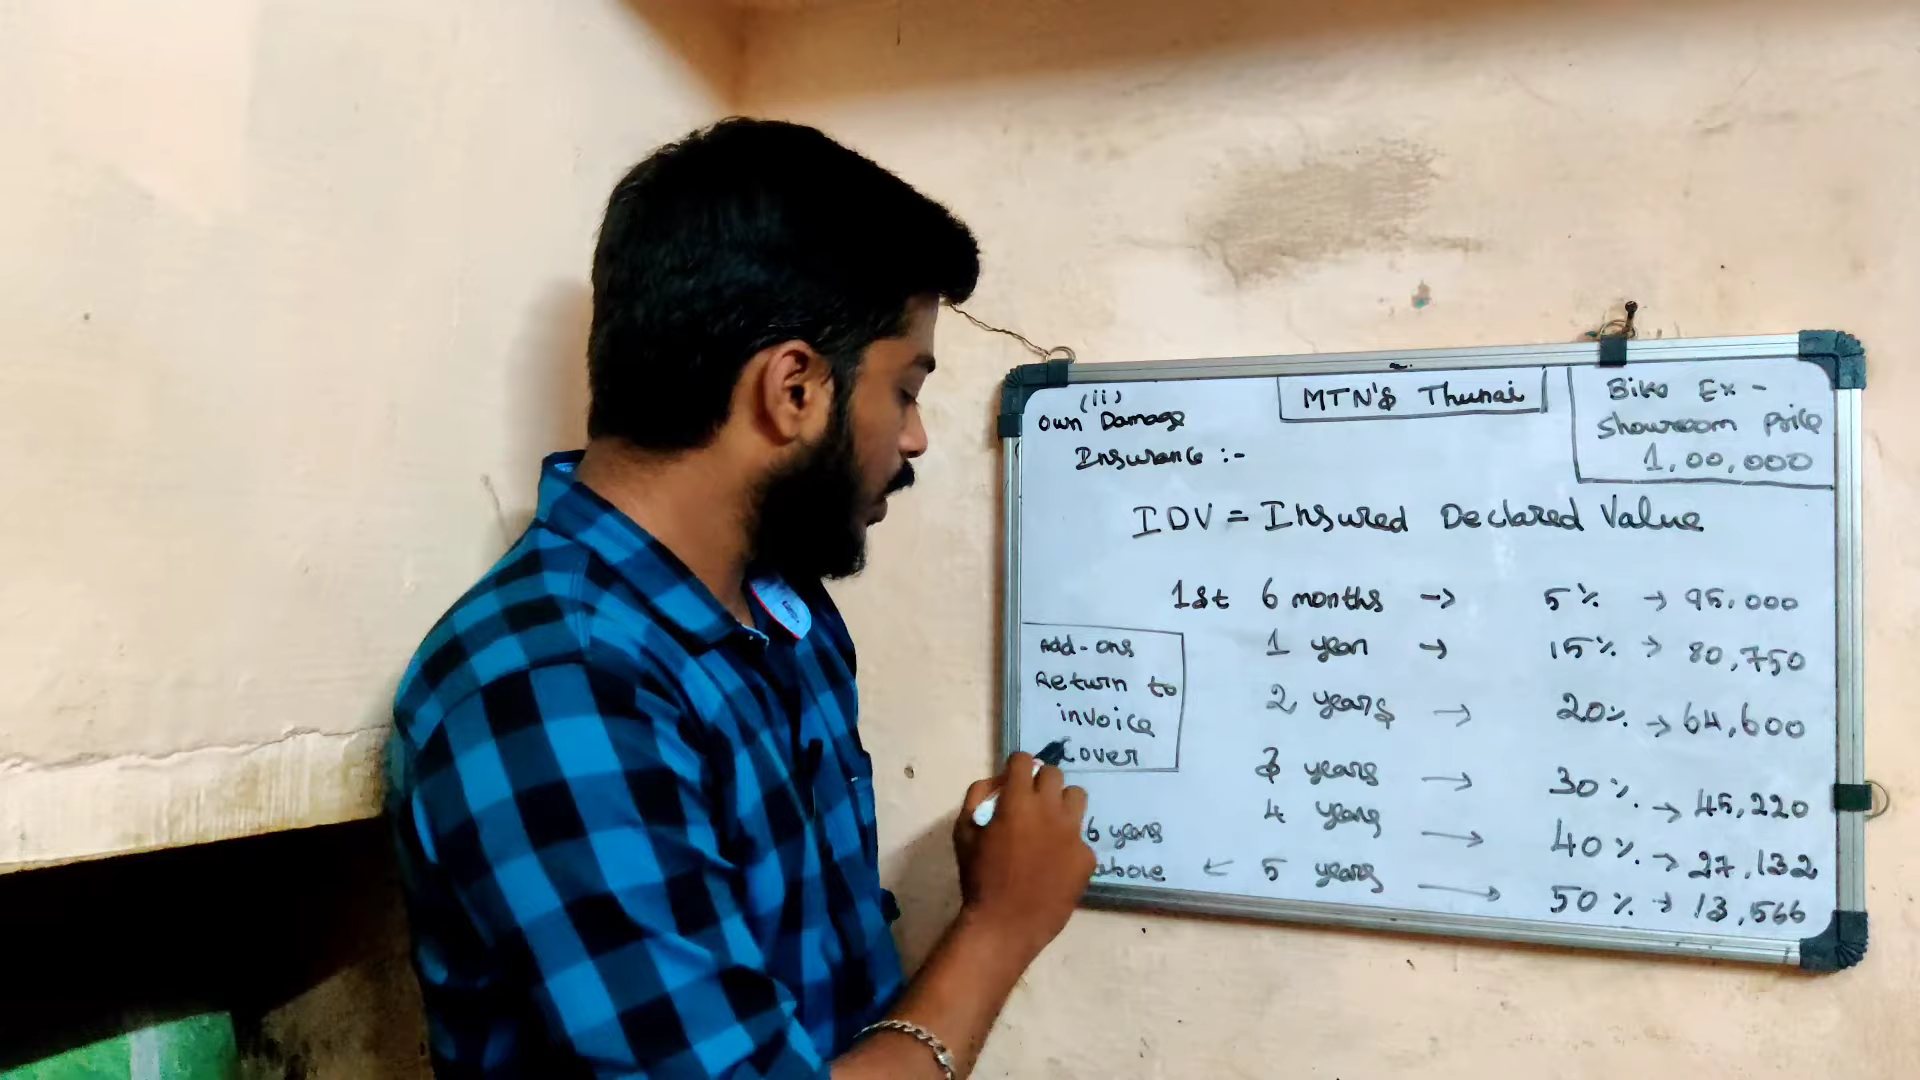 (ii)
Own Damage
Insurance :-
MTN'S Thunai
Bike Ex -
Showroom Price
1,00,000
IDV = Insured Declared Value
1st 6 months → 5% → 95,000
1 year → 15% → 80,750
2 years → 20% → 64,600
3 years → 30% → 45,220
4 years → 40% → 27,132
5 years → 50% → 13,566
Add-ons
Return to
invoice
Cover
6 years
above ←